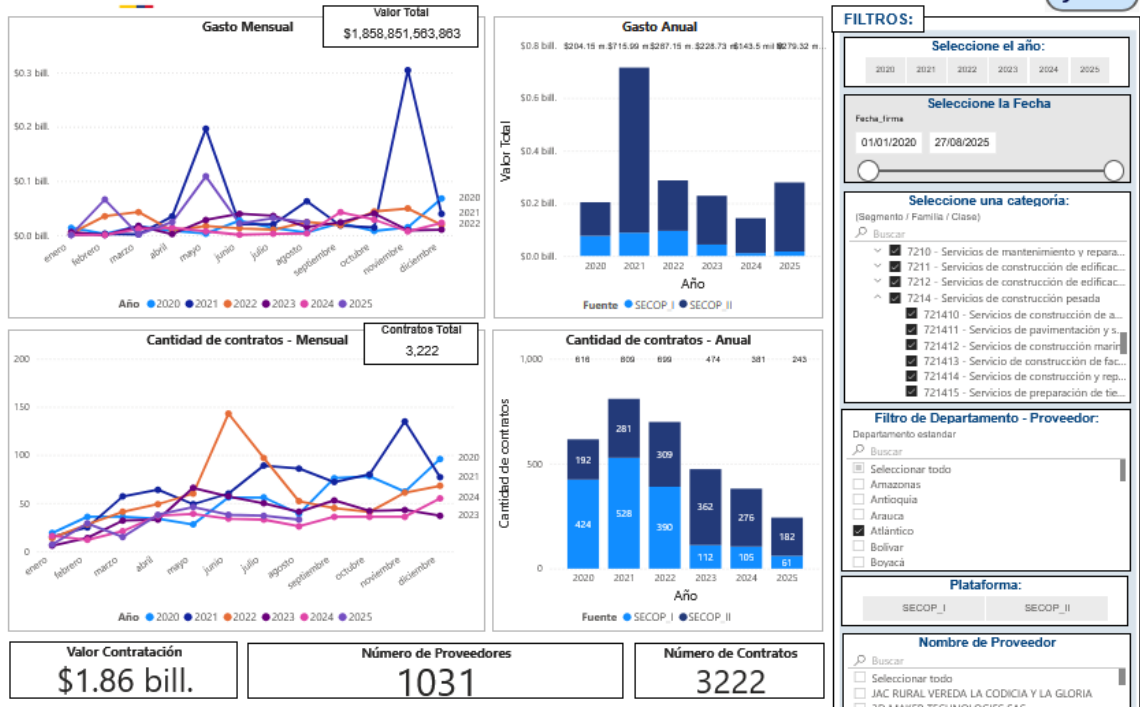 Gasto Mensual
Valor Total
$1,858,851,563,863
$0.3 bill.
$0.2 bill.
$0.1 bill.
$0.0 bill.
2020
2021
2022
enero
febrero
marzo
abril
mayo
junio
julio
agosto
septiembre
octubre
noviembre
diciembre
Año 2020 2021 2022 2023 2024 2025
Gasto Anual
$0.8 bill.
$204.15 m. $715.99 m $287.15 m. $228.73 m $143.5 mil
$0.6 bill.
$0.4 bill.
$0.2 bill.
$0.0 bill.
Valor Total
2020 2021 2022 2023 2024 2025
Año
Fuente SECOP_I SECOP_II
Cantidad de contratos - Mensual
Contratos Total
3,222
200
150
100
50
0
2020
2021
2024
2023
enero
febrero
marzo
abril
mayo
junio
julio
agosto
septiembre
octubre
noviembre
diciembre
Año 2020 2021 2022 2023 2024 2025
Cantidad de contratos - Anual
1,000
616 809 699 474 381 243
500
0
Cantidad de contratos
192 281 309 362 276 182
424 528 390 112 105 61
2020 2021 2022 2023 2024 2025
Año
Fuente SECOP_I SECOP_II
Valor Contratación
$1.86 bill.
Número de Proveedores
1031
Número de Contratos
3222
FILTROS:
Seleccione el año:
2020 2021 2022 2023 2024 2025
Seleccione la Fecha
Fecha_firma
01/01/2020 27/08/2025
Seleccione una categoría:
(Segmento / Familia / Clase)
Buscar
7210 - Servicios de mantenimiento y repara...
7211 - Servicios de construcción de edificac...
7212 - Servicios de construcción de edificac...
7214 - Servicios de construcción pesada
721410 - Servicios de construcción de a...
721411 - Servicios de pavimentación y s...
721412 - Servicios de construcción marin
721413 - Servicio de construcción de fac...
721414 - Servicios de construcción y rep...
721415 - Servicios de preparación de tie...
Filtro de Departamento - Proveedor:
Departamento estandar
Buscar
Seleccionar todo
Amazonas
Antioquia
Arauca
Atlántico
Bolívar
Boyacá
Plataforma:
SECOP_I SECOP_II
Nombre de Proveedor
Buscar
Seleccionar todo
JAC RURAL VEREDA LA CODICIA Y LA GLORIA